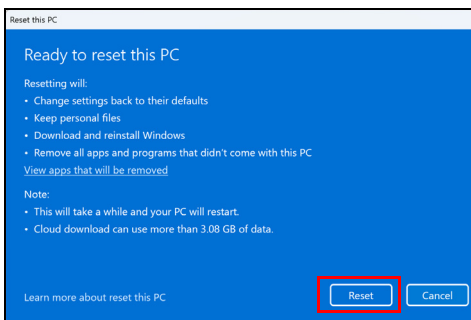 Reset this PC
Ready to reset this PC
Resetting will:
• Change settings back to their defaults
• Keep personal files
• Download and reinstall Windows
• Remove all apps and programs that didn't come with this PC
View apps that will be removed
Note:
• This will take a while and your PC will restart.
• Cloud download can use more than 3.08 GB of data.
Learn more about reset this PC
Reset
Cancel